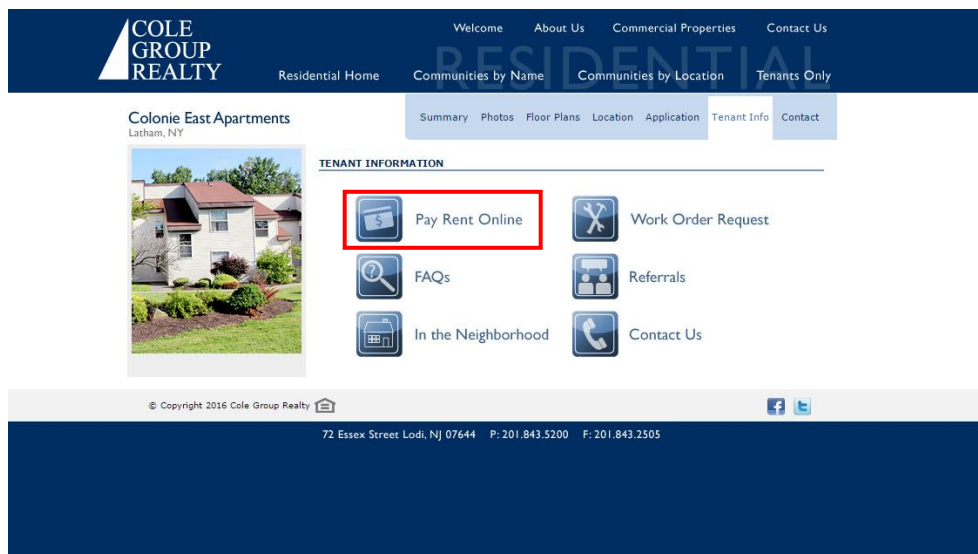 COLE
GROUP
REALTY
Welcome About Us Commercial Properties Contact Us
RESIDENTIAL
Residential Home Communities by Name Communities by Location Tenants Only
Colonie East Apartments
Latham, NY
Summary Photos Floor Plans Location Application Tenant Info Contact
TENANT INFORMATION
Pay Rent Online Work Order Request
FAQs Referrals
In the Neighborhood Contact Us
© Copyright 2016 Cole Group Realty
72 Essex Street Lodi, NJ 07644 P: 201.843.5200 F: 201.843.2505